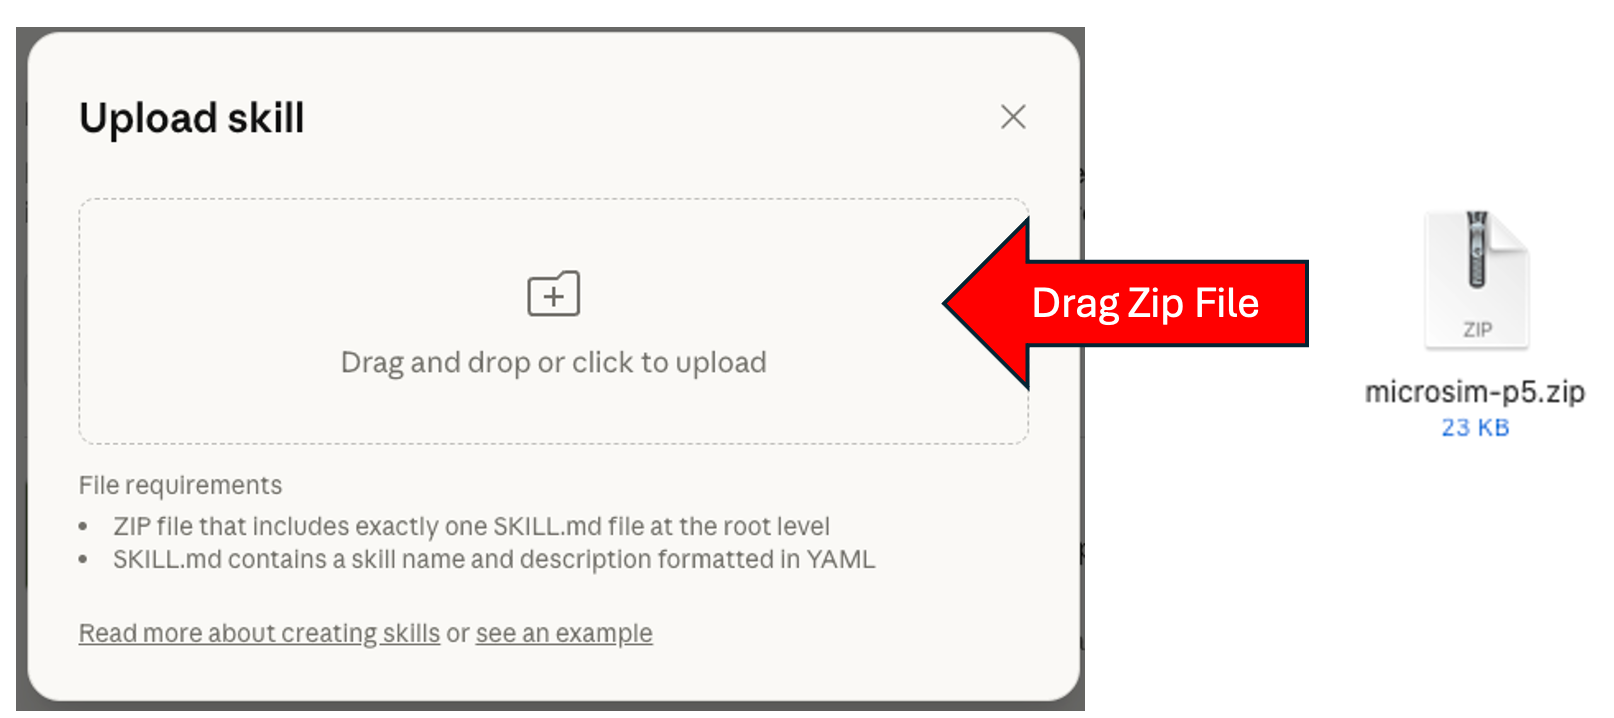 Upload skill
Drag and drop or click to upload
Drag Zip File
ZIP
microsim-p5.zip
23 KB
File requirements
• ZIP file that includes exactly one SKILL.md file at the root level
• SKILL.md contains a skill name and description formatted in YAML
Read more about creating skills or see an example